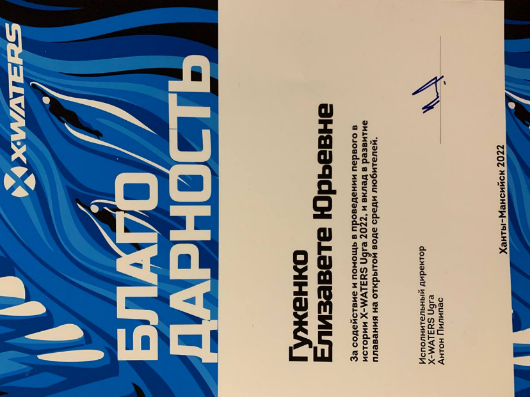 X-WATERS
БЛАГО
ДАРНОСТЬ
Гуженко
Елизавете Юрьевне
За содействие и помощь в проведении первого в
истории X-WATERS Ugra 2022, и вклад в развитие
плавания на открытой воде среди любителей.
Исполнительный директор
X-WATERS Ugra
Антон Пилипас
Ханты-Мансийск 2022